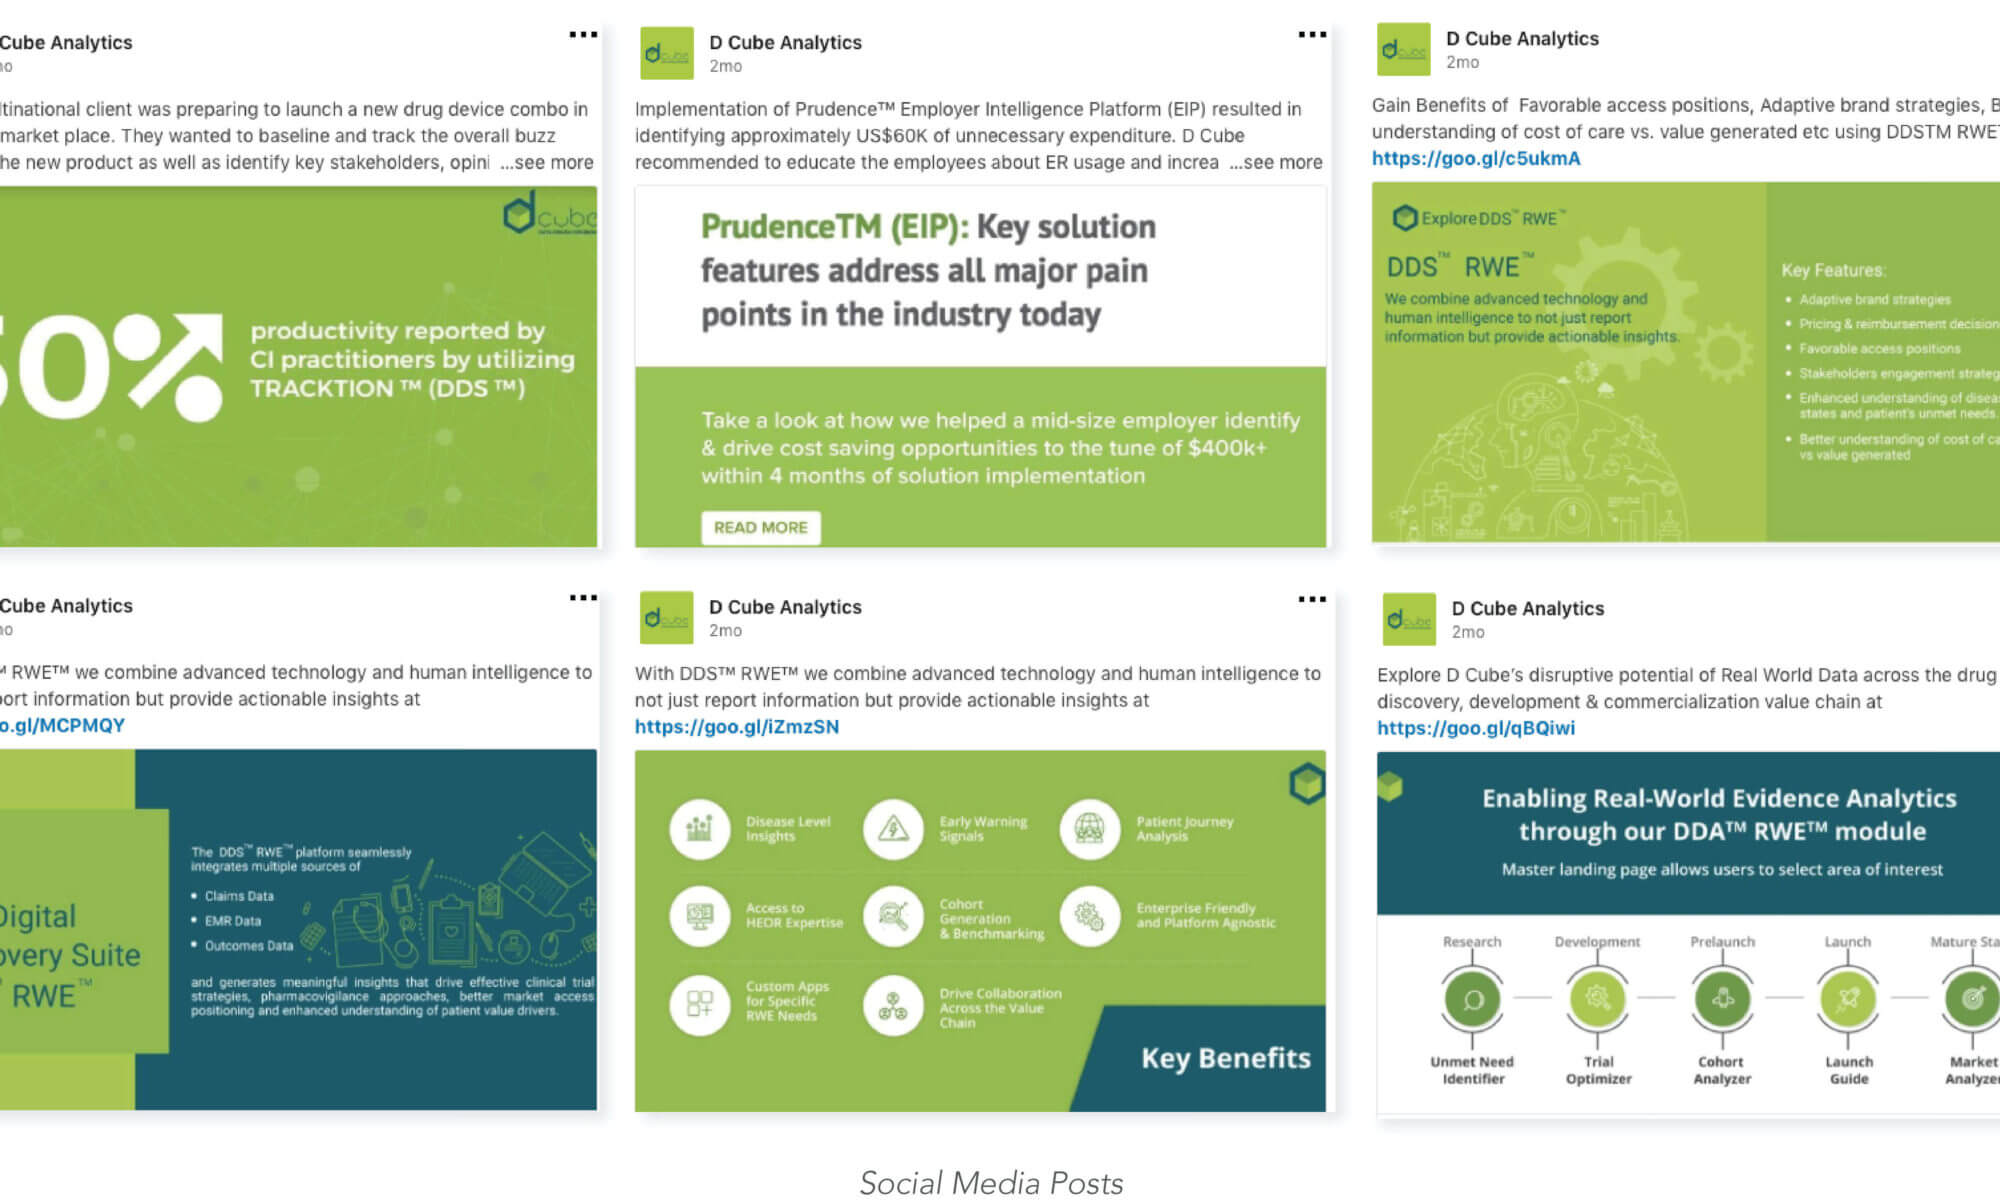 Cube Analytics
ltinational client was preparing to launch a new drug device combo in
market place. They wanted to baseline and track the overall buzz
he new product as well as identify key stakeholders, opini ...see more
dcube
0%
productivity reported by
CI practitioners by utilizing
TRACKTION ™ (DDS ™)
dcube
D Cube Analytics
2mo
Implementation of Prudence™ Employer Intelligence Platform (EIP) resulted in
identifying approximately US$60K of unnecessary expenditure. D Cube
recommended to educate the employees about ER usage and increa ...see more
PrudenceTM (EIP): Key solution
features address all major pain
points in the industry today
Take a look at how we helped a mid-size employer identify
& drive cost saving opportunities to the tune of $400k+
within 4 months of solution implementation
READ MORE
dcube
D Cube Analytics
2mo
Gain Benefits of Favorable access positions, Adaptive brand strategies, B
understanding of cost of care vs. value generated etc using DDSTM RWE
https://goo.gl/c5ukmA
Explore DDS™ RWE™
DDS™ RWE™
We combine advanced technology and
human intelligence to not just report
information but provide actionable insights.
Key Features:
• Adaptive brand strategies
• Pricing & reimbursement decision
• Favorable access positions
• Stakeholders engagement strateg
• Enhanced understanding of disea
states and patient's unmet needs.
• Better understanding of cost of ca
vs value generated
Cube Analytics
RWE™ we combine advanced technology and human intelligence to
ort information but provide actionable insights at
o.gl/MCPMQY
Digital
overy Suite
RWE™
The DDS™ RWE™ platform seamlessly
integrates multiple sources of
• Claims Data
• EMR Data
• Outcomes Data
and generates meaningful insights that drive effective clinical trial
strategies, pharmacovigilance approaches, better market access
positioning and enhanced understanding of patient value drivers.
dcube
D Cube Analytics
2mo
With DDS™ RWE™ we combine advanced technology and human intelligence to
not just report information but provide actionable insights at
https://goo.gl/iZmzSN
Disease Level
Insights
Early Warning
Signals
Patient Journey
Analysis
Access to
HEOR Expertise
Cohort
Generation
& Benchmarking
Enterprise Friendly
and Platform Agnostic
Custom Apps
for Specific
RWE Needs
Drive Collaboration
Across the Value
Chain
Key Benefits
dcube
D Cube Analytics
2mo
Explore D Cube's disruptive potential of Real World Data across the drug
discovery, development & commercialization value chain at
https://goo.gl/qBQiwi
Enabling Real-World Evidence Analytics
through our DDA™ RWE™ module
Master landing page allows users to select area of interest
Research
Development
Prelaunch
Launch
Mature Sta
Unmet Need
Identifier
Trial
Optimizer
Cohort
Analyzer
Launch
Guide
Market
Analyze
Social Media Posts